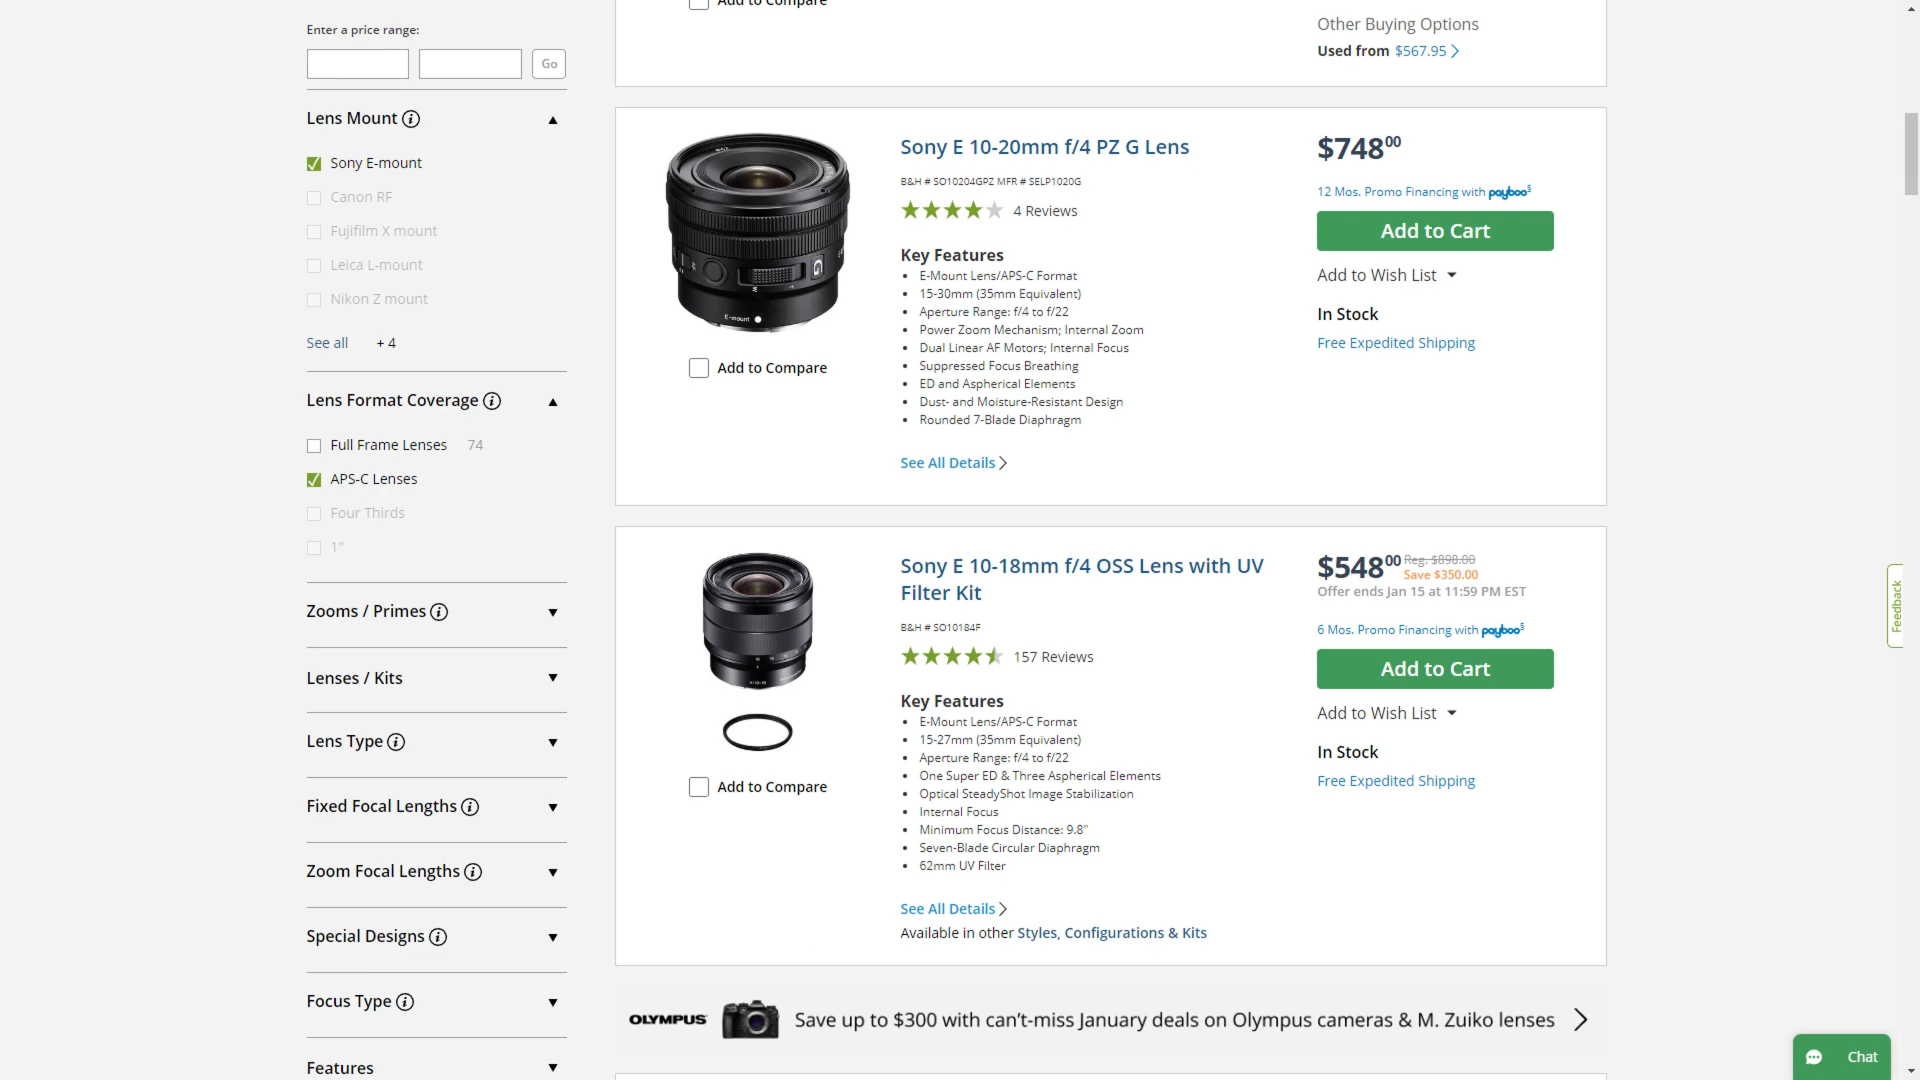 Enter a price range:
Go
Lens Mount
Sony E-mount
Canon RF
Fujifilm X mount
Leica L-mount
Nikon Z mount
See all + 4
Lens Format Coverage
Full Frame Lenses 74
APS-C Lenses
Four Thirds
1"
Zooms / Primes
Lenses / Kits
Lens Type
Fixed Focal Lengths
Zoom Focal Lengths
Special Designs
Focus Type
Features
Add to Compare
Other Buying Options
Used from $567.95
E-mount
Add to Compare
Sony E 10-20mm f/4 PZ G Lens
B&H # SO10204GPZ MFR # SELP1020G
4 Reviews
Key Features
• E-Mount Lens/APS-C Format
• 15-30mm (35mm Equivalent)
• Aperture Range: f/4 to f/22
• Power Zoom Mechanism; Internal Zoom
• Dual Linear AF Motors; Internal Focus
• Suppressed Focus Breathing
• ED and Aspherical Elements
• Dust- and Moisture-Resistant Design
• Rounded 7-Blade Diaphragm
See All Details
$74800
12 Mos. Promo Financing with payboo§
Add to Cart
Add to Wish List
In Stock
Free Expedited Shipping
Add to Compare
Sony E 10-18mm f/4 OSS Lens with UV
Filter Kit
B&H # SO10184F
157 Reviews
Key Features
• E-Mount Lens/APS-C Format
• 15-27mm (35mm Equivalent)
• Aperture Range: f/4 to f/22
• One Super ED & Three Aspherical Elements
• Optical SteadyShot Image Stabilization
• Internal Focus
• Minimum Focus Distance: 9.8"
• Seven-Blade Circular Diaphragm
• 62mm UV Filter
See All Details
Available in other Styles, Configurations & Kits
$54800 Reg. $898.00
Save $350.00
Offer ends Jan 15 at 11:59 PM EST
6 Mos. Promo Financing with payboo§
Add to Cart
Add to Wish List
In Stock
Free Expedited Shipping
OLYMPUS Save up to $300 with can't-miss January deals on Olympus cameras & M. Zuiko lenses
Feedback
Chat